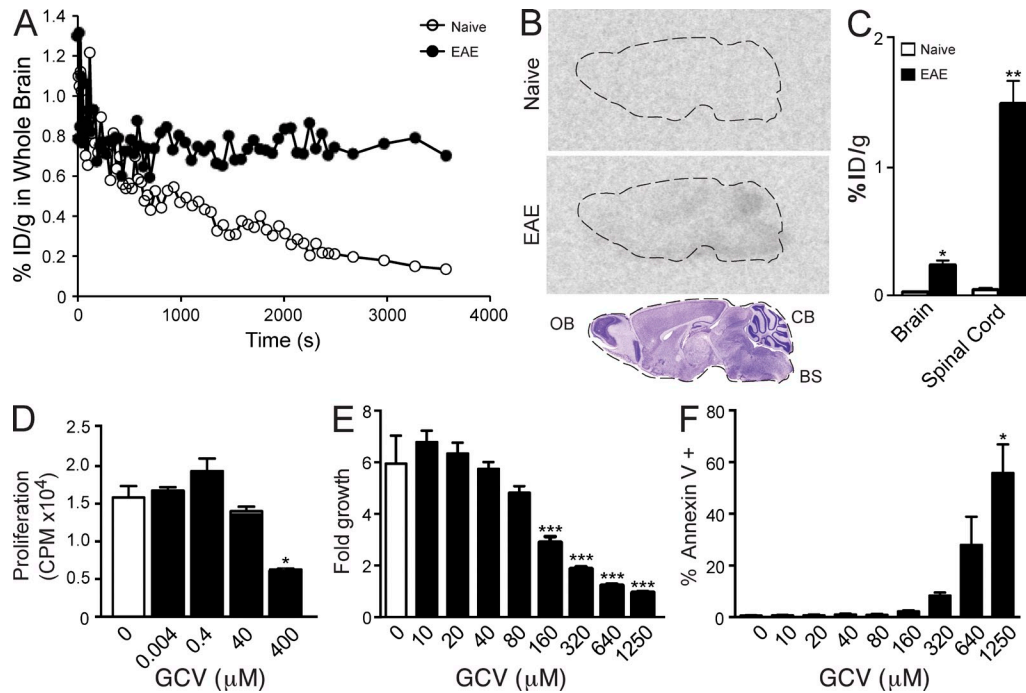 A
% ID/g in Whole Brain
1.4
1.2
1.0
0.8
0.6
0.4
0.2
0
0 1000 2000 3000 4000
Time (s)
Naive
EAE
B
Naive
EAE
OB
CB
BS
C
Naive
EAE
%ID/g
2
1
0
*
**
Brain
Spinal Cord
D
Proliferation
(CPM x10⁴)
2.5
2.0
1.5
1.0
0.5
0
*
0 0.004 0.4 40 400
GCV (µM)
E
Fold growth
8
6
4
2
0
*** *** *** ***
0 10 20 40 80 160 320 640 1250
GCV (µM)
F
% Annexin V +
80
60
40
20
0
*
0 10 20 40 80 160 320 640 1250
GCV (µM)